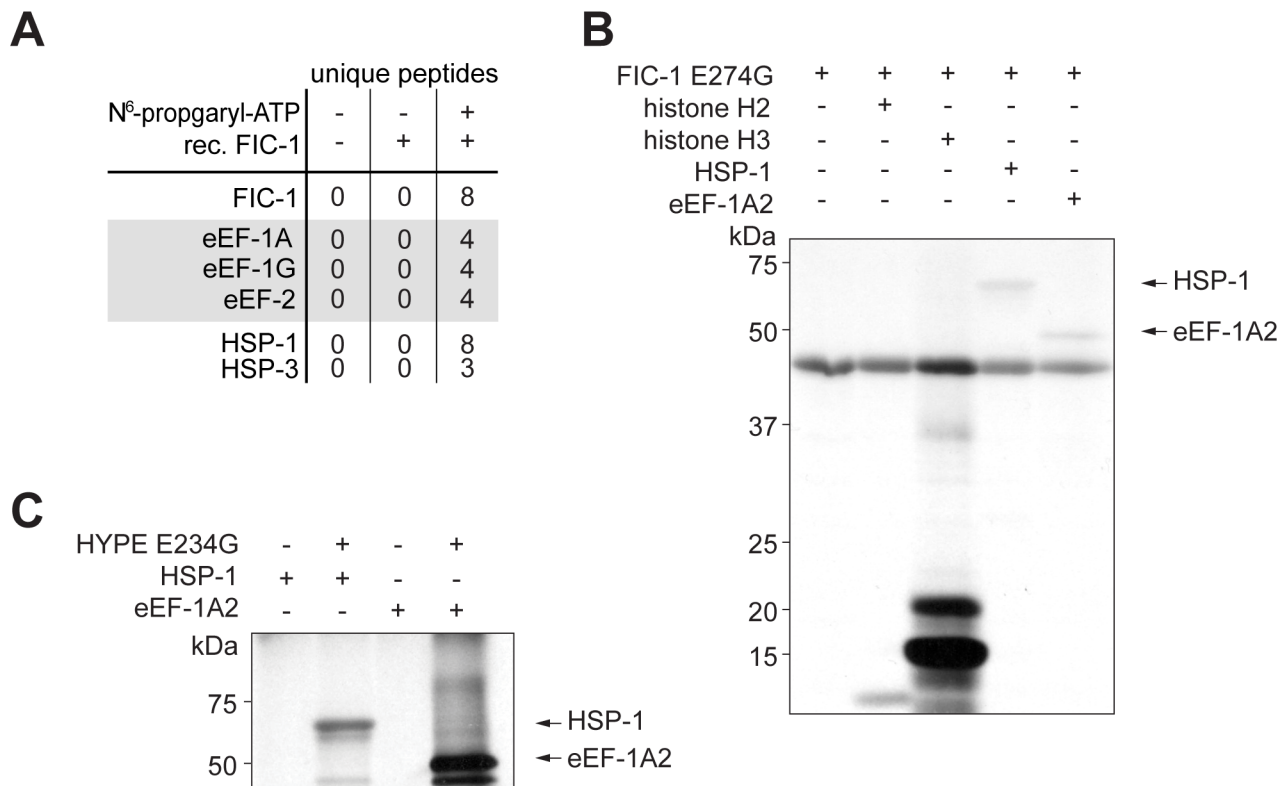 A
unique peptides
N6-propgaryl-ATP - - +
rec. FIC-1 - + +
FIC-1 0 0 8
eEF-1A 0 0 4
eEF-1G 0 0 4
eEF-2 0 0 4
HSP-1 0 0 8
HSP-3 0 0 3
B
FIC-1 E274G + + + + +
histone H2 - + - - -
histone H3 - - + - -
HSP-1 - - - + -
eEF-1A2 - - - - +
kDa
75
HSP-1
50
eEF-1A2
37
25
20
15
C
HYPE E234G - + - +
HSP-1 + + - -
eEF-1A2 - - + +
kDa
75
HSP-1
eEF-1A2
50